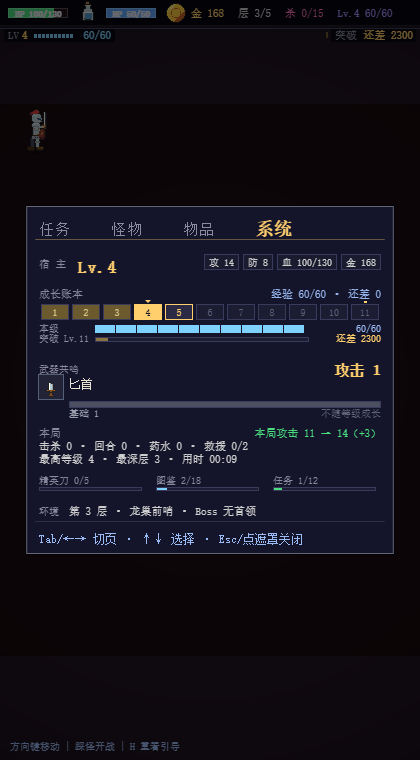 HP 100/130 50/50 金 168 层 3/5 杀 0/15 Lv.4 60/60
LV 4 60/60 突破 还差 2300
任务 怪物 物品 系统
宿 主 Lv.4 攻 14 防 8 血 100/130 金 168
成长账本 经验 60/60 · 还差 0
1 2 3 4 5 6 7 8 9 10 11
本级 60/60
突破 Lv.11 还差 2300
武器共鸣 攻击 1
匕首
基础 1 不随等级成长
本局 本局攻击 11 → 14 (+3)
击杀 0 · 回合 0 · 药水 0 · 救援 0/2
最高等级 4 · 最深层 3 · 用时 00:09
精英刀 0/5 图鉴 2/18 任务 1/12
环境 第 3 层 · 龙巢前哨 · Boss 无首领
Tab/←→ 切页 · ↑↓ 选择 · Esc/点遮罩关闭
方向键移动 | 踩怪开战 | H 重看引导